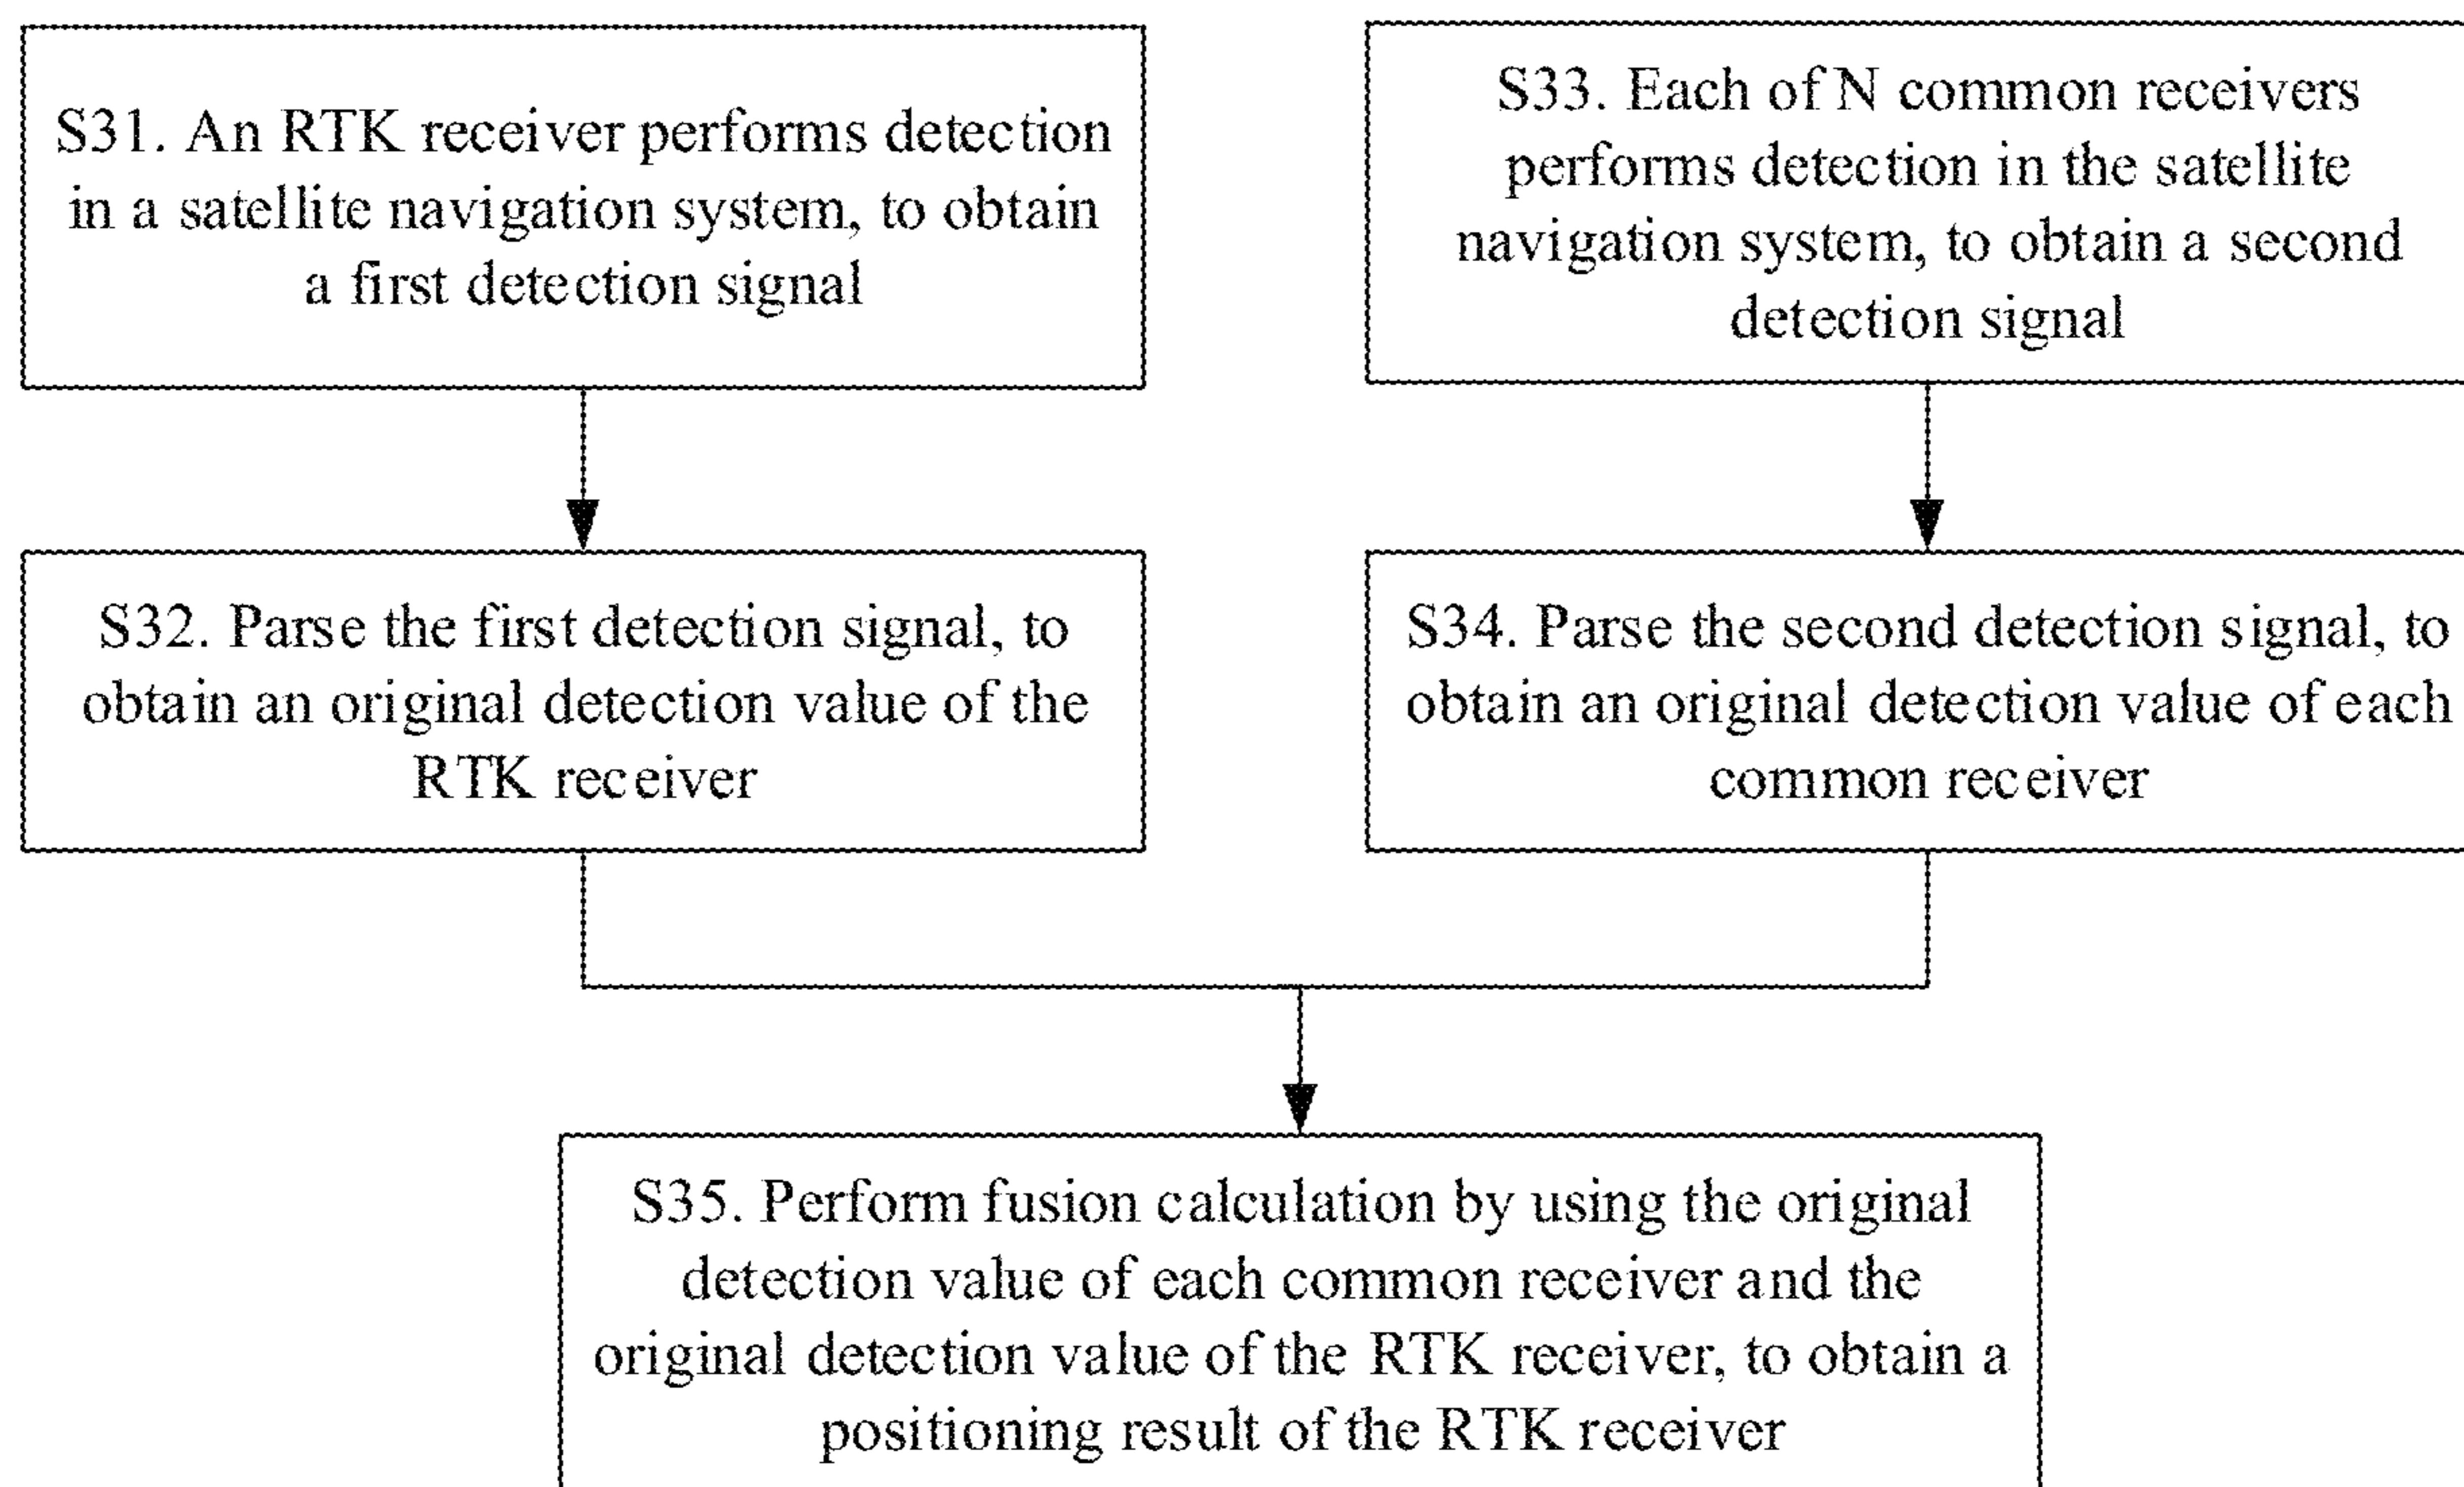 S31. An RTK receiver performs detection
in a satellite navigation system, to obtain
a first detection signal
S33. Each of N common receivers
performs detection in the satellite
navigation system, to obtain a second
detection signal
S32. Parse the first detection signal, to
obtain an original detection value of the
RTK receiver
S34. Parse the second detection signal, to
obtain an original detection value of each
common receiver
S35. Perform fusion calculation by using the original
detection value of each common receiver and the
original detection value of the RTK receiver, to obtain a
positioning result of the RTK receiver